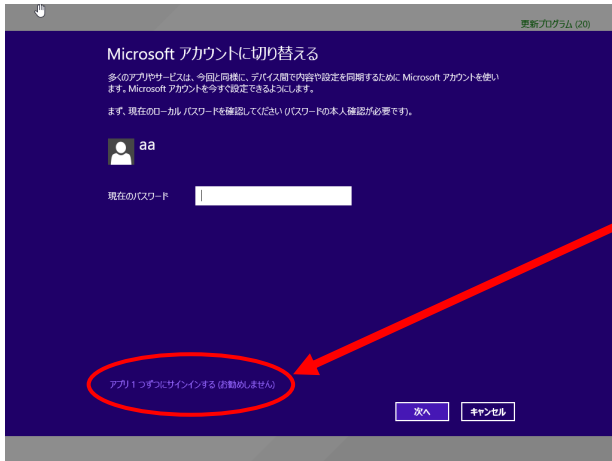 更新プログラム (20)
Microsoft アカウントに切り替える
多くのアプリやサービスは、今回と同様に、デバイス間で内容や設定を同期するために Microsoft アカウントを使い
ます。Microsoft アカウントを今すぐ設定できるようにします。
まず、現在のローカル パスワードを確認してください (パスワードの本人確認が必要です)。
aa
現在のパスワード
アプリ 1 つずつにサインインする (お勧めしません)
次へ
キャンセル